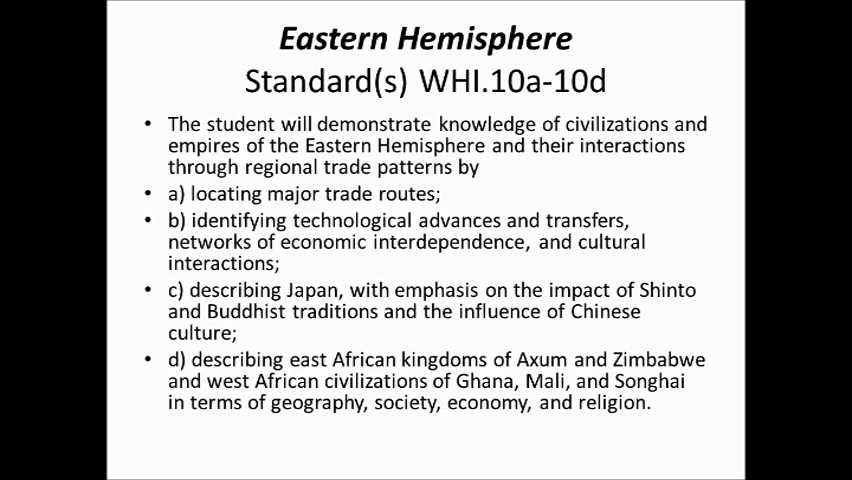 Eastern Hemisphere
Standard(s) WHI.10a-10d
• The student will demonstrate knowledge of civilizations and
empires of the Eastern Hemisphere and their interactions
through regional trade patterns by
• a) locating major trade routes;
• b) identifying technological advances and transfers,
networks of economic interdependence, and cultural
interactions;
• c) describing Japan, with emphasis on the impact of Shinto
and Buddhist traditions and the influence of Chinese
culture;
• d) describing east African kingdoms of Axum and Zimbabwe
and west African civilizations of Ghana, Mali, and Songhai
in terms of geography, society, economy, and religion.